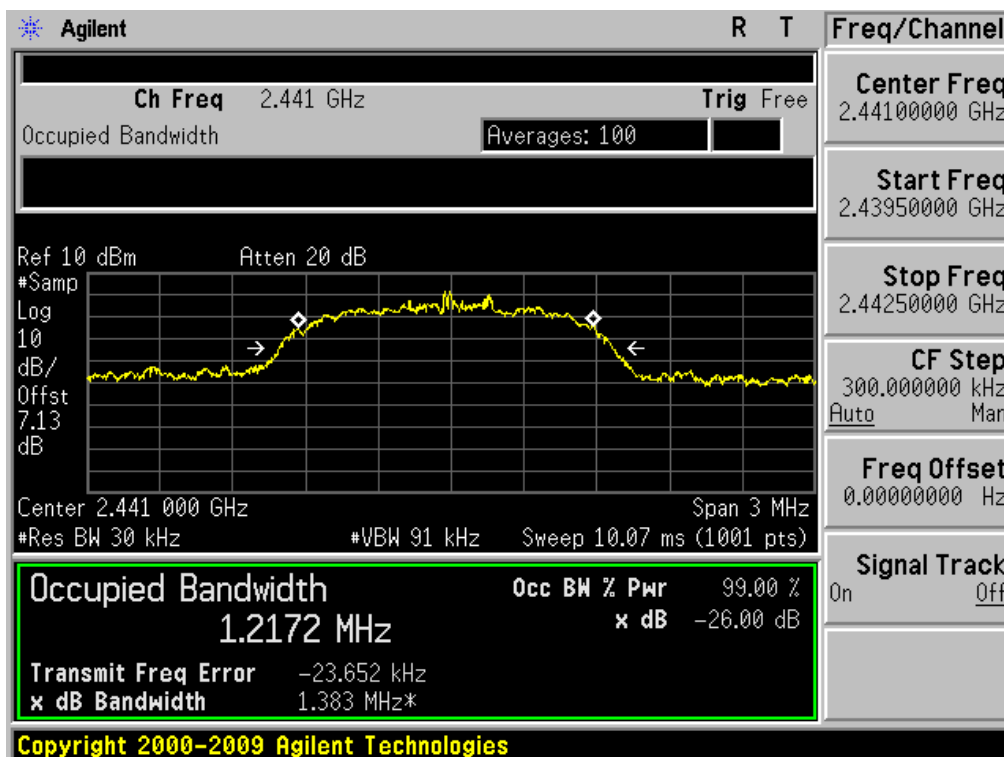 Agilent R T
Freq/Channel
Ch Freq 2.441 GHz Trig Free
Occupied Bandwidth Averages: 100
Center Freq
2.44100000 GHz
Start Freq
2.43950000 GHz
Stop Freq
2.44250000 GHz
CF Step
300.000000 kHz
Auto Man
Freq Offset
0.00000000 Hz
Signal Track
On Off
Ref 10 dBm Atten 20 dB
#Samp
Log
10
dB/
Offst
7.13
dB
Center 2.441 000 GHz Span 3 MHz
#Res BW 30 kHz #VBW 91 kHz Sweep 10.07 ms (1001 pts)
Occupied Bandwidth Occ BW % Pwr 99.00 %
1.2172 MHz x dB -26.00 dB
Transmit Freq Error -23.652 kHz
x dB Bandwidth 1.383 MHz*
Copyright 2000-2009 Agilent Technologies